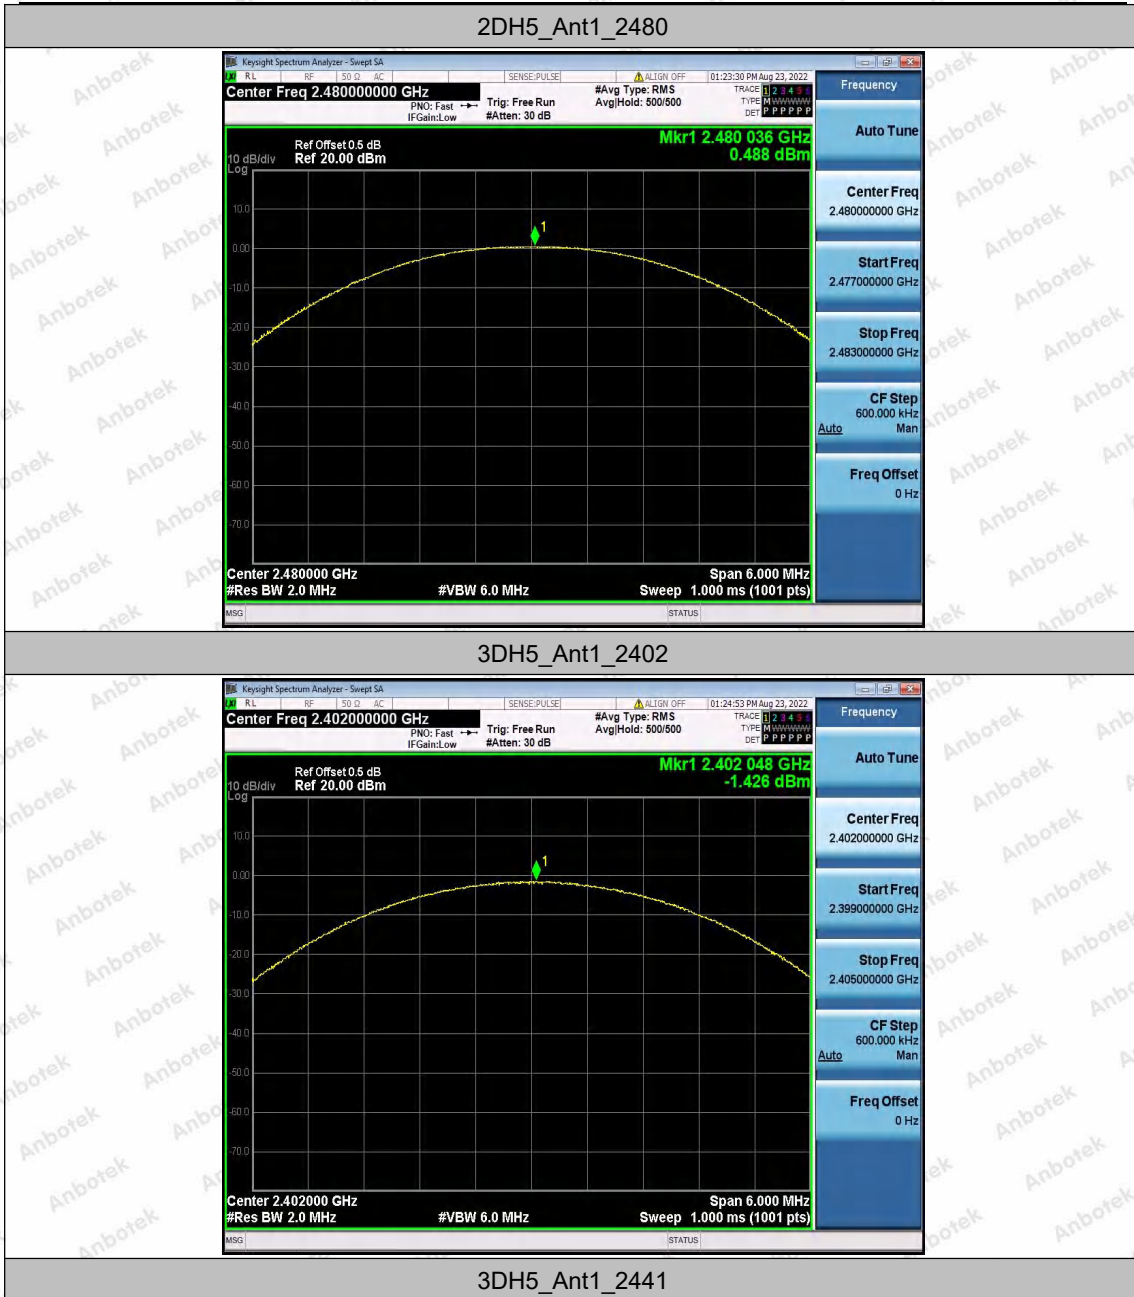 2DH5_Ant1_2480
Keysight Spectrum Analyzer - Swept SA
RL RF 50 Ω AC SENSE:PULSE ALIGN OFF 01:23:30 PM Aug 23, 2022
Center Freq 2.480000000 GHz
PNO: Fast
IFGain:Low
Trig: Free Run
#Atten: 30 dB
#Avg Type: RMS
Avg|Hold: 500/500
TRACE 1 2 3 4 5 6
TYPE M W W W W W
DET P P P P P P
Ref Offset 0.5 dB
10 dB/div Ref 20.00 dBm
Log
Mkr1 2.480 036 GHz
0.488 dBm
1
10.0
0.00
-10.0
-20.0
-30.0
-40.0
-50.0
-60.0
-70.0
Center 2.480000 GHz
#Res BW 2.0 MHz
#VBW 6.0 MHz
Span 6.000 MHz
Sweep 1.000 ms (1001 pts)
MSG STATUS
Frequency
Auto Tune
Center Freq
2.480000000 GHz
Start Freq
2.477000000 GHz
Stop Freq
2.483000000 GHz
CF Step
600.000 kHz
Auto Man
Freq Offset
0 Hz
3DH5_Ant1_2402
Keysight Spectrum Analyzer - Swept SA
RL RF 50 Ω AC SENSE:PULSE ALIGN OFF 01:24:53 PM Aug 23, 2022
Center Freq 2.402000000 GHz
PNO: Fast
IFGain:Low
Trig: Free Run
#Atten: 30 dB
#Avg Type: RMS
Avg|Hold: 500/500
TRACE 1 2 3 4 5 6
TYPE M W W W W W
DET P P P P P P
Ref Offset 0.5 dB
10 dB/div Ref 20.00 dBm
Log
Mkr1 2.402 048 GHz
-1.426 dBm
1
10.0
0.00
-10.0
-20.0
-30.0
-40.0
-50.0
-60.0
-70.0
Center 2.402000 GHz
#Res BW 2.0 MHz
#VBW 6.0 MHz
Span 6.000 MHz
Sweep 1.000 ms (1001 pts)
MSG STATUS
Frequency
Auto Tune
Center Freq
2.402000000 GHz
Start Freq
2.399000000 GHz
Stop Freq
2.405000000 GHz
CF Step
600.000 kHz
Auto Man
Freq Offset
0 Hz
3DH5_Ant1_2441
Anbotek